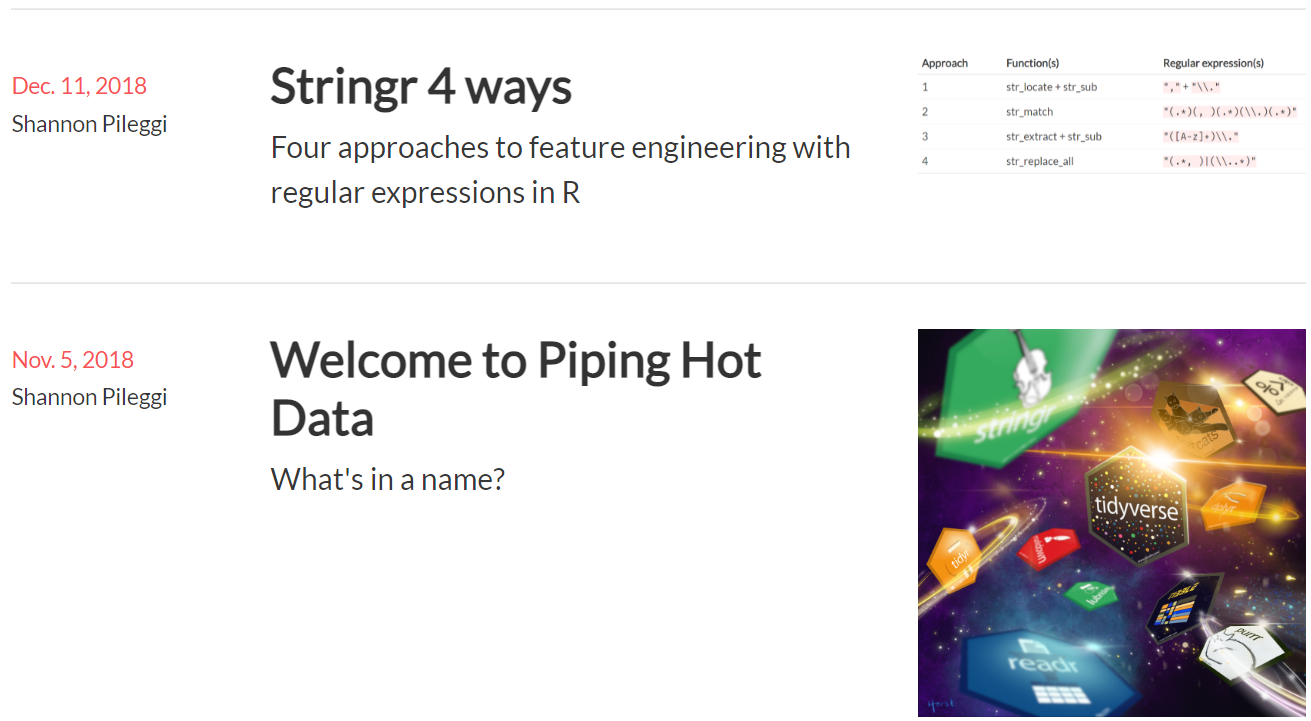 Dec. 11, 2018
Shannon Pileggi
Stringr 4 ways
Four approaches to feature engineering with
regular expressions in R
Approach Function(s) Regular expression(s)
1 str_locate + str_sub "," + "\\."
2 str_match "(.*)(, )(.*)(\\.)(.*)"
3 str_extract + str_sub "([A-z]+)\\."
4 str_replace_all "(.*, )|(\\..*)"
Nov. 5, 2018
Shannon Pileggi
Welcome to Piping Hot
Data
What's in a name?
stringr
%>%
cats
tidyverse
dplyr
tidyr
lubridate
tibble
purrr
readr
Horst